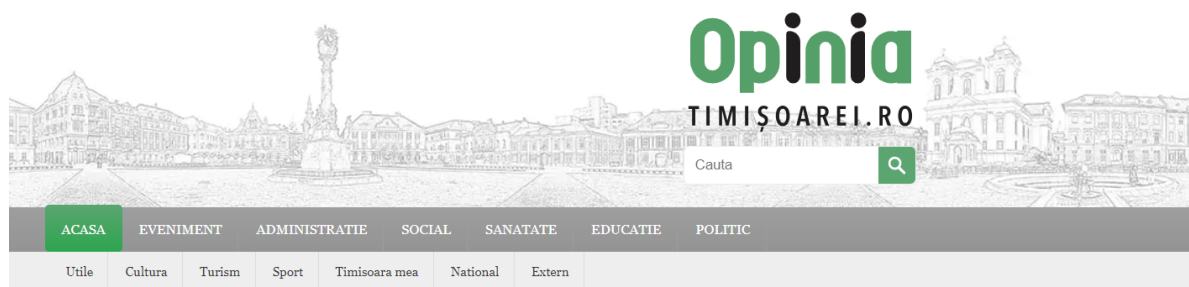 Opinia
TIMIȘOAREI.RO
Cauta
ACASA EVENIMENT ADMINISTRATIE SOCIAL SANATATE EDUCATIE POLITIC
Utile Cultura Turism Sport Timisoara mea National Extern